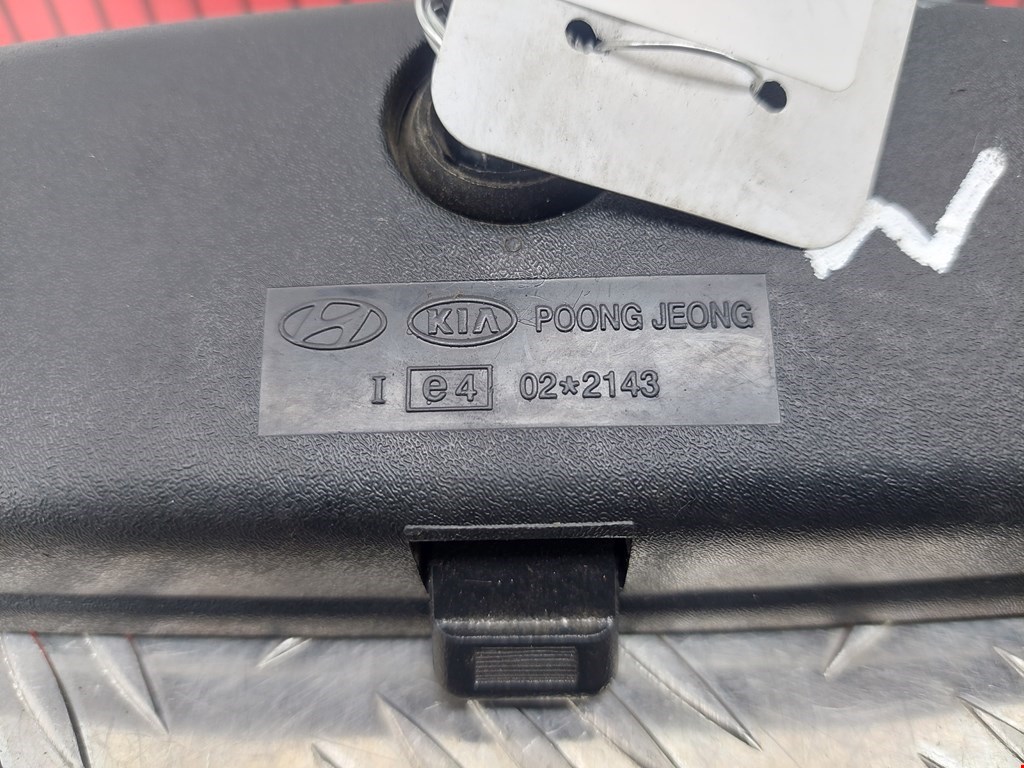 KIA POONG JEONG
I e4 02*2143